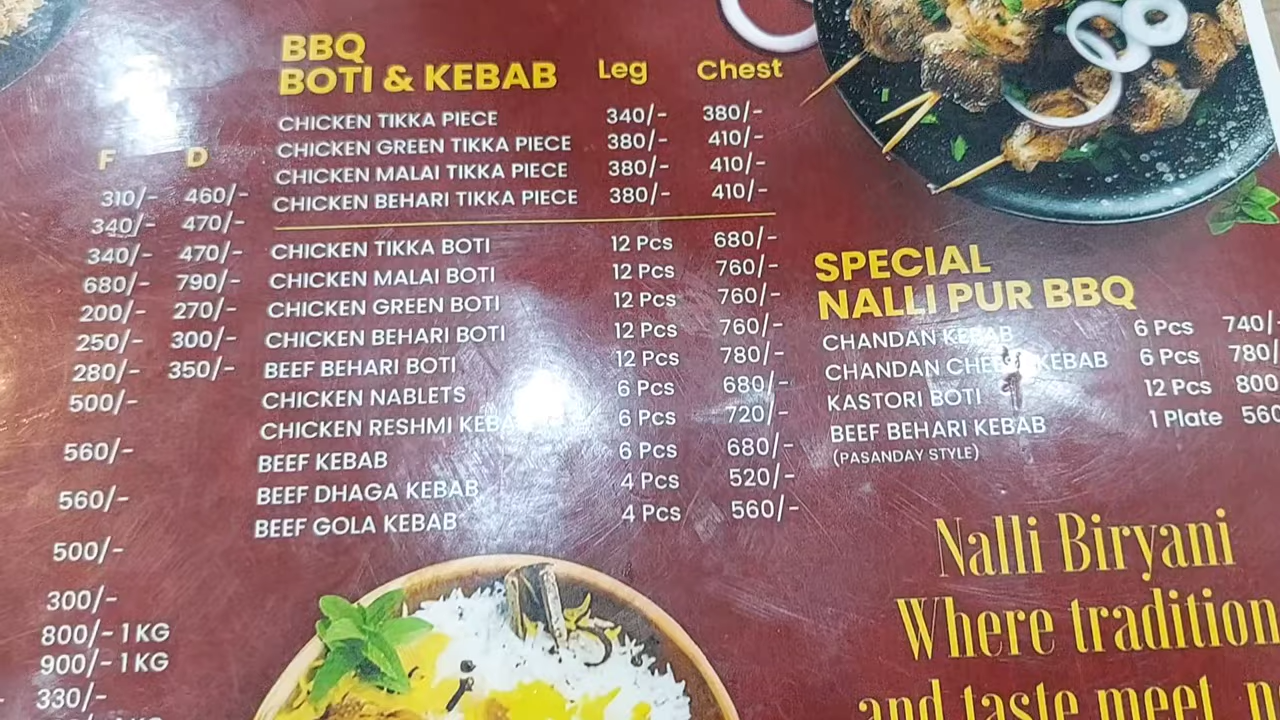 F D
310/- 460/-
340/- 470/-
340/- 470/-
680/- 790/-
200/- 270/-
250/- 300/-
280/- 350/-
500/-
560/-
560/-
500/-
300/-
800/- 1 KG
900/- 1 KG
330/-
BBQ
BOTI & KEBAB Leg Chest
CHICKEN TIKKA PIECE 340/- 380/-
CHICKEN GREEN TIKKA PIECE 380/- 410/-
CHICKEN MALAI TIKKA PIECE 380/- 410/-
CHICKEN BEHARI TIKKA PIECE 380/- 410/-
CHICKEN TIKKA BOTI 12 Pcs 680/-
CHICKEN MALAI BOTI 12 Pcs 760/-
CHICKEN GREEN BOTI 12 Pcs 760/-
CHICKEN BEHARI BOTI 12 Pcs 760/-
BEEF BEHARI BOTI 12 Pcs 780/-
CHICKEN NABLETS 6 Pcs 680/-
CHICKEN RESHMI KEBAB 6 Pcs 720/-
BEEF KEBAB 6 Pcs 680/-
BEEF DHAGA KEBAB 4 Pcs 520/-
BEEF GOLA KEBAB 4 Pcs 560/-
SPECIAL
NALLI PUR BBQ
CHANDAN KEBAB 6 Pcs 740/-
CHANDAN CHEESE KEBAB 6 Pcs 780/
KASTORI BOTI 12 Pcs 800
BEEF BEHARI KEBAB 1 Plate 560
(PASANDAY STYLE)
Nalli Biryani
Where tradition
and taste meet